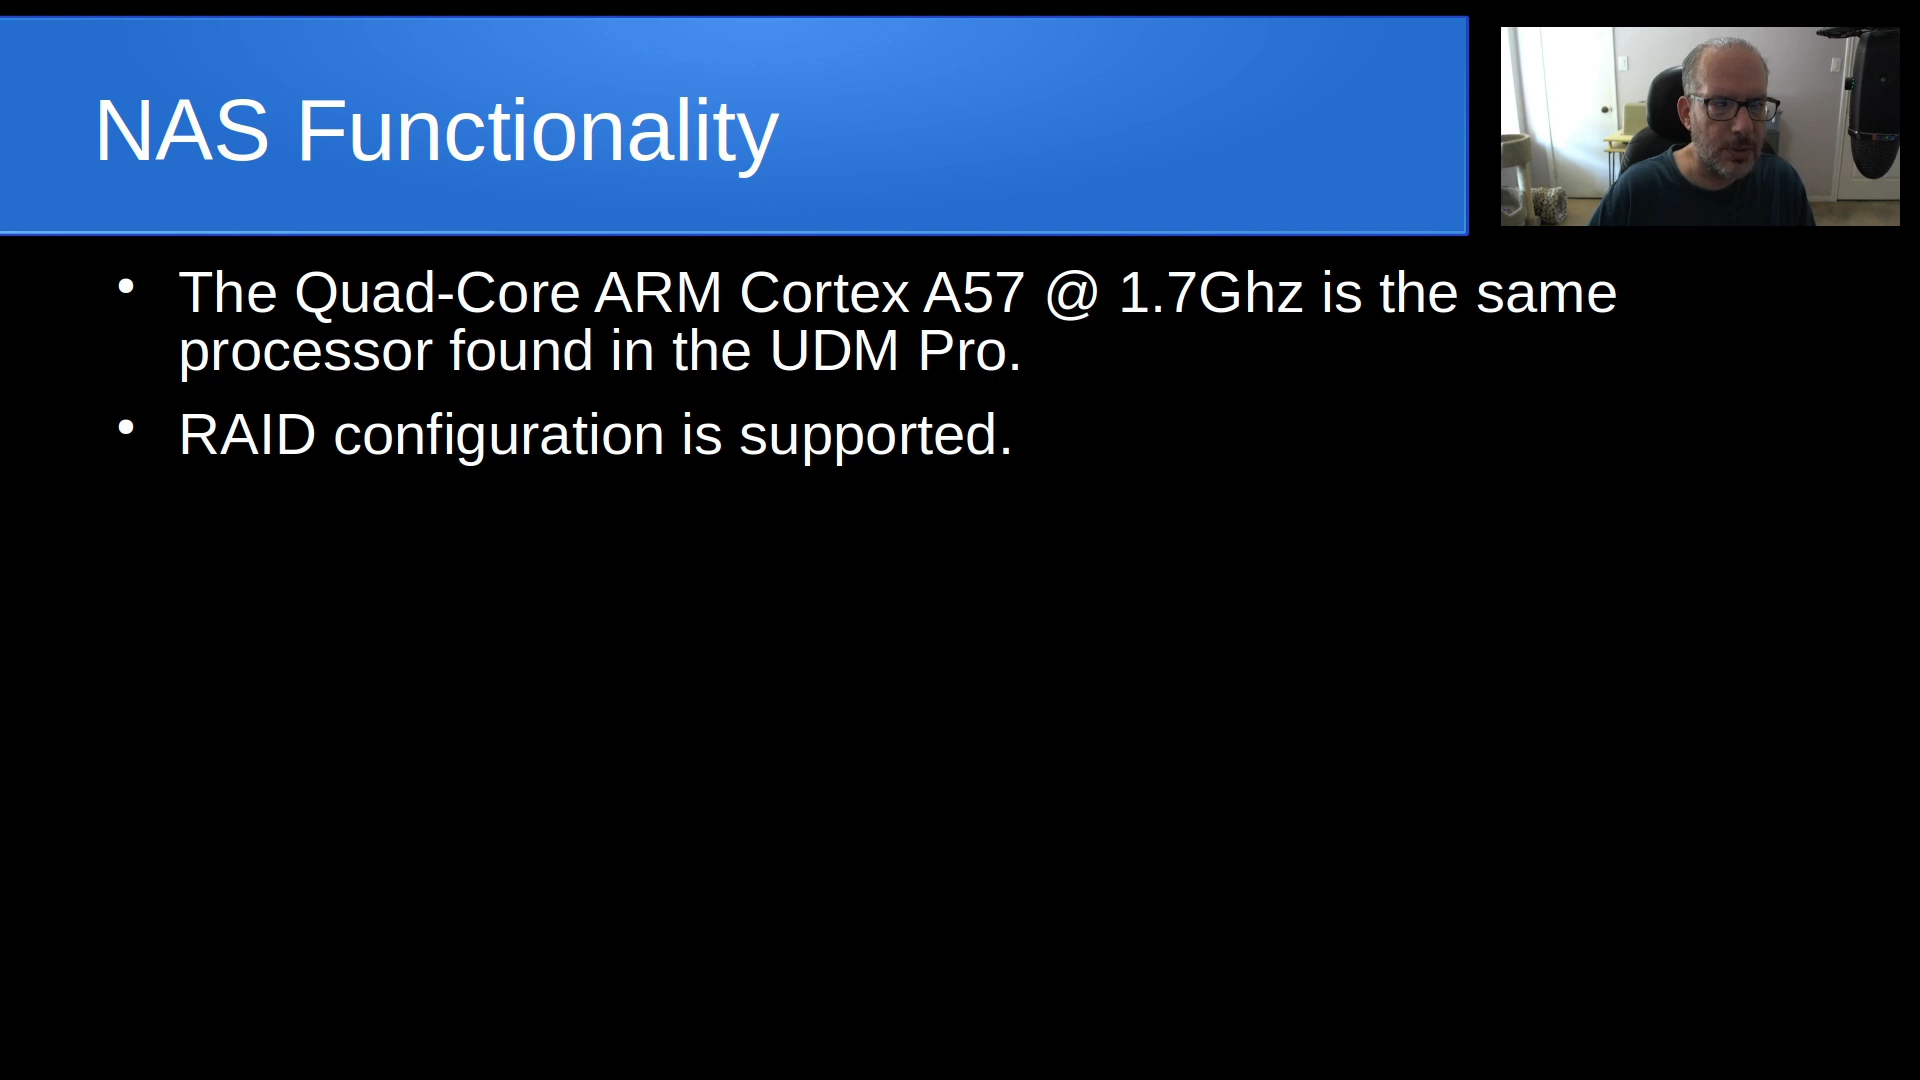 NAS Functionality
• The Quad-Core ARM Cortex A57 @ 1.7Ghz is the same
processor found in the UDM Pro.
• RAID configuration is supported.